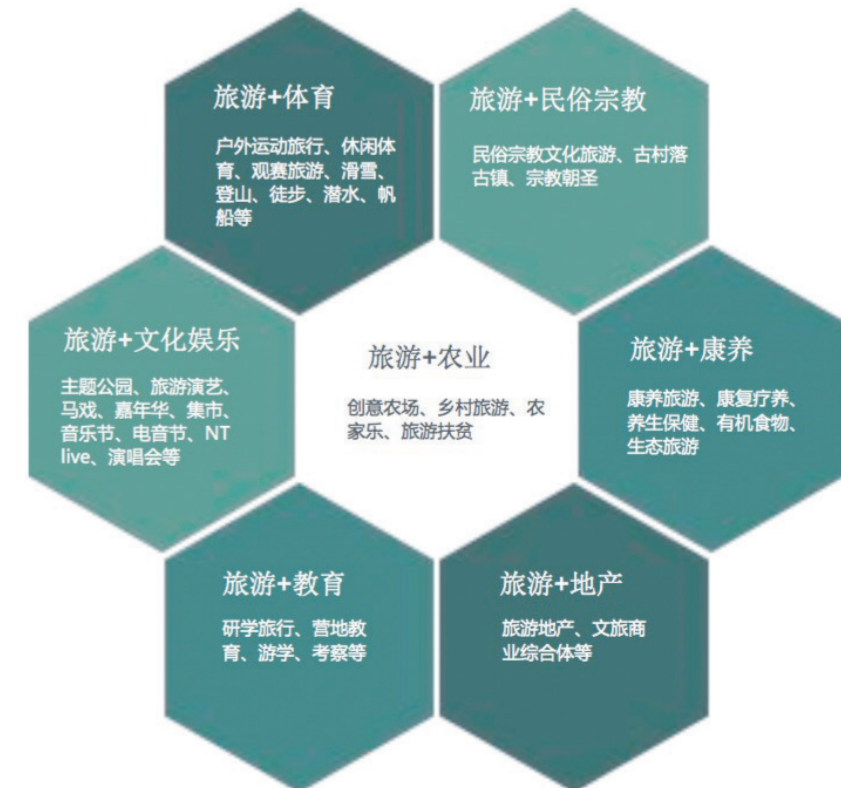 旅游+体育
户外运动旅行、休闲体
育、观赛旅游、滑雪、
登山、徒步、潜水、帆
船等
旅游+民俗宗教
民俗宗教文化旅游、古村落
古镇、宗教朝圣
旅游+文化娱乐
主题公园、旅游演艺、
马戏、嘉年华、集市、
音乐节、电音节、NT
live、演唱会等
旅游+农业
创意农场、乡村旅游、农
家乐、旅游扶贫
旅游+康养
康养旅游、康复疗养、
养生保健、有机食物、
生态旅游
旅游+教育
研学旅行、营地教
育、游学、考察等
旅游+地产
旅游地产、文旅商
业综合体等